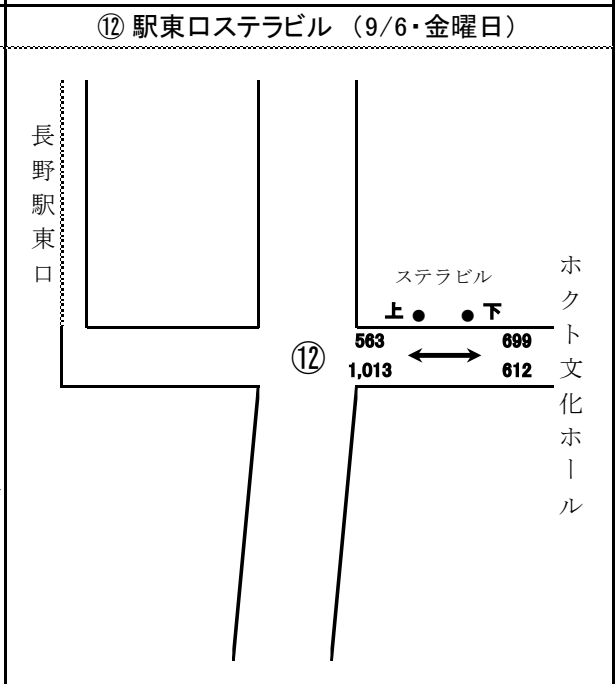 ⑫ 駅東口ステラビル （9/6・金曜日）
長野駅東口
ステラビル
上 ● ● 下
563 699
⑫
1,013 612
ホクト文化ホール